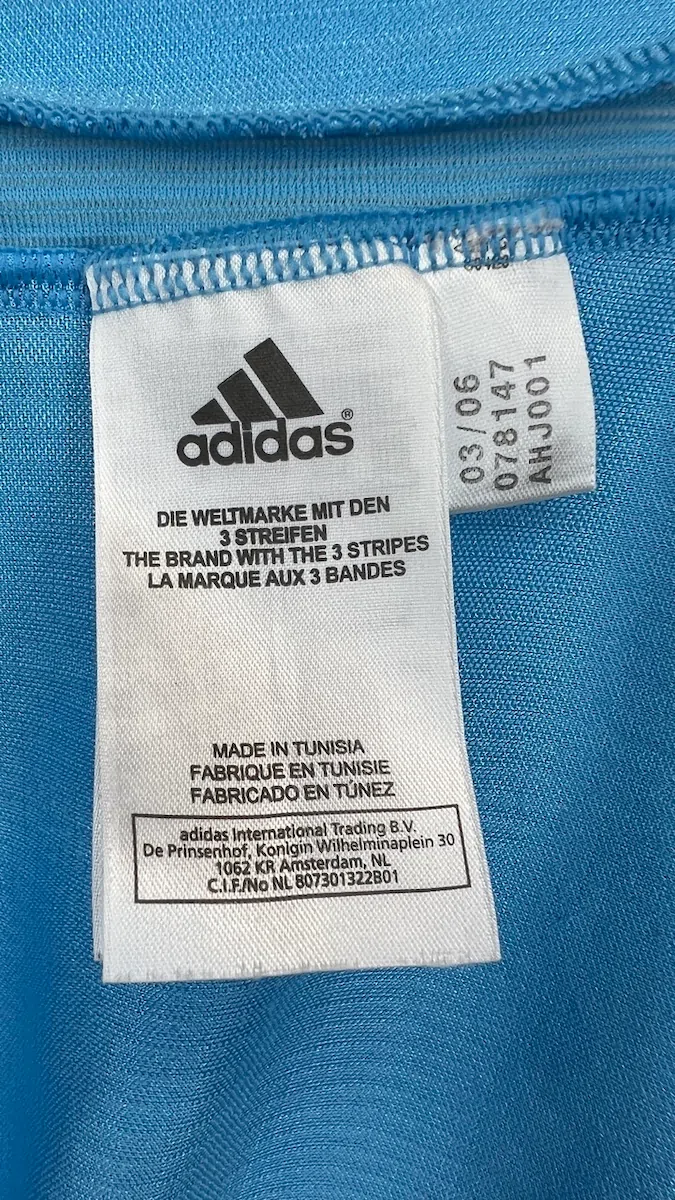 adidas®
DIE WELTMARKE MIT DEN
3 STREIFEN
THE BRAND WITH THE 3 STRIPES
LA MARQUE AUX 3 BANDES
MADE IN TUNISIA
FABRIQUE EN TUNISIE
FABRICADO EN TÚNEZ
adidas International Trading B.V.
De Prinsenhof, Konigin Wilhelminaplein 30
1062 KR Amsterdam, NL
C.I.F./No NL 807301322B01
03/06
078147
AHJ001